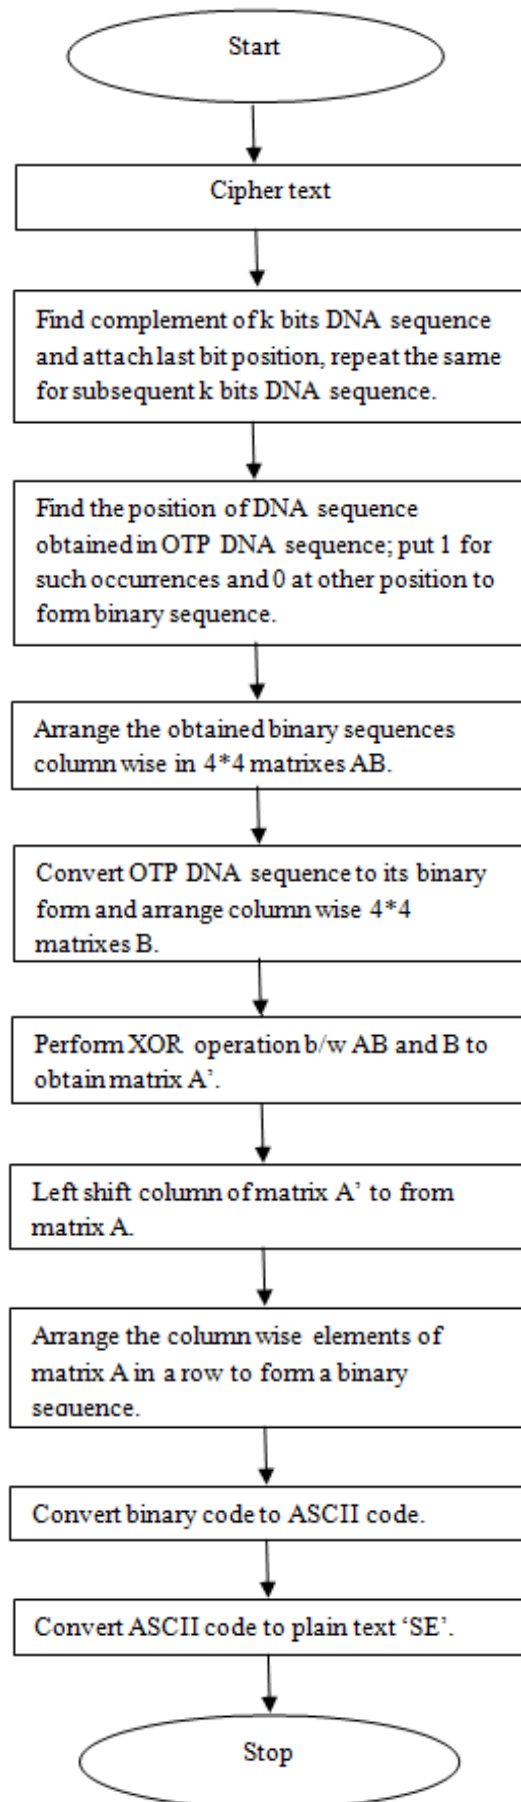 Start
Cipher text
Find complement of k bits DNA sequence
and attach last bit position, repeat the same
for subsequent k bits DNA sequence.
Find the position of DNA sequence
obtained in OTP DNA sequence; put 1 for
such occurrences and 0 at other position to
form binary sequence.
Arrange the obtained binary sequences
column wise in 4*4 matrixes AB.
Convert OTP DNA sequence to its binary
form and arrange column wise 4*4
matrixes B.
Perform XOR operation b/w AB and B to
obtain matrix A’.
Left shift column of matrix A’ to from
matrix A.
Arrange the column wise elements of
matrix A in a row to form a binary
sequence.
Convert binary code to ASCII code.
Convert ASCII code to plain text ‘SE’.
Stop